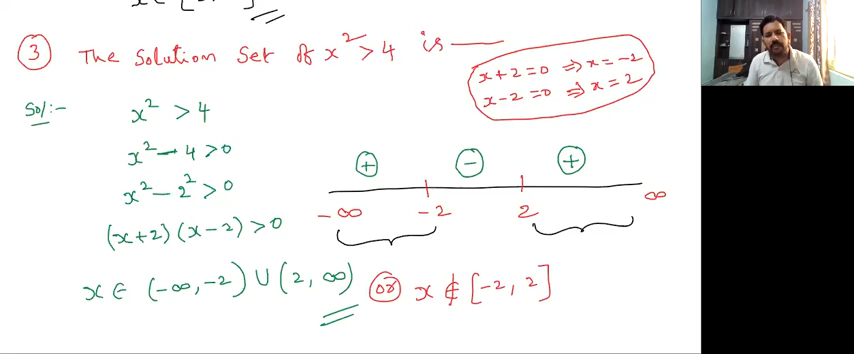 x ∈ [
③ The Solution Set of x² > 4 is ——
x + 2 = 0 ⇒ x = -2
x - 2 = 0 ⇒ x = 2
Sol:-
x² > 4
x² - 4 > 0
x² - 2² > 0
(x+2) (x-2) > 0
+ - +
-∞ -2 2 ∞
x ∈ (-∞, -2) ∪ (2, ∞) or x ∉ [-2, 2]